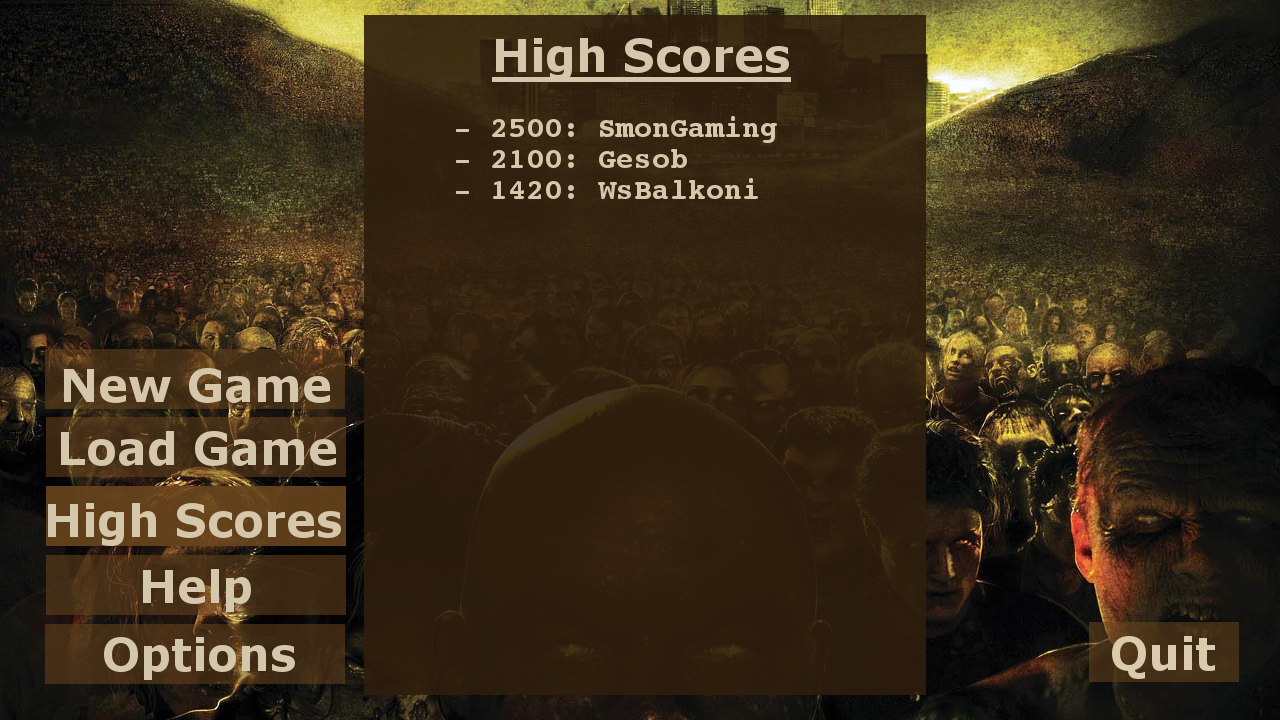 High Scores
- 2500: SmonGaming
- 2100: Gesob
- 1420: WsBalkoni
New Game
Load Game
High Scores
Help
Options
Quit